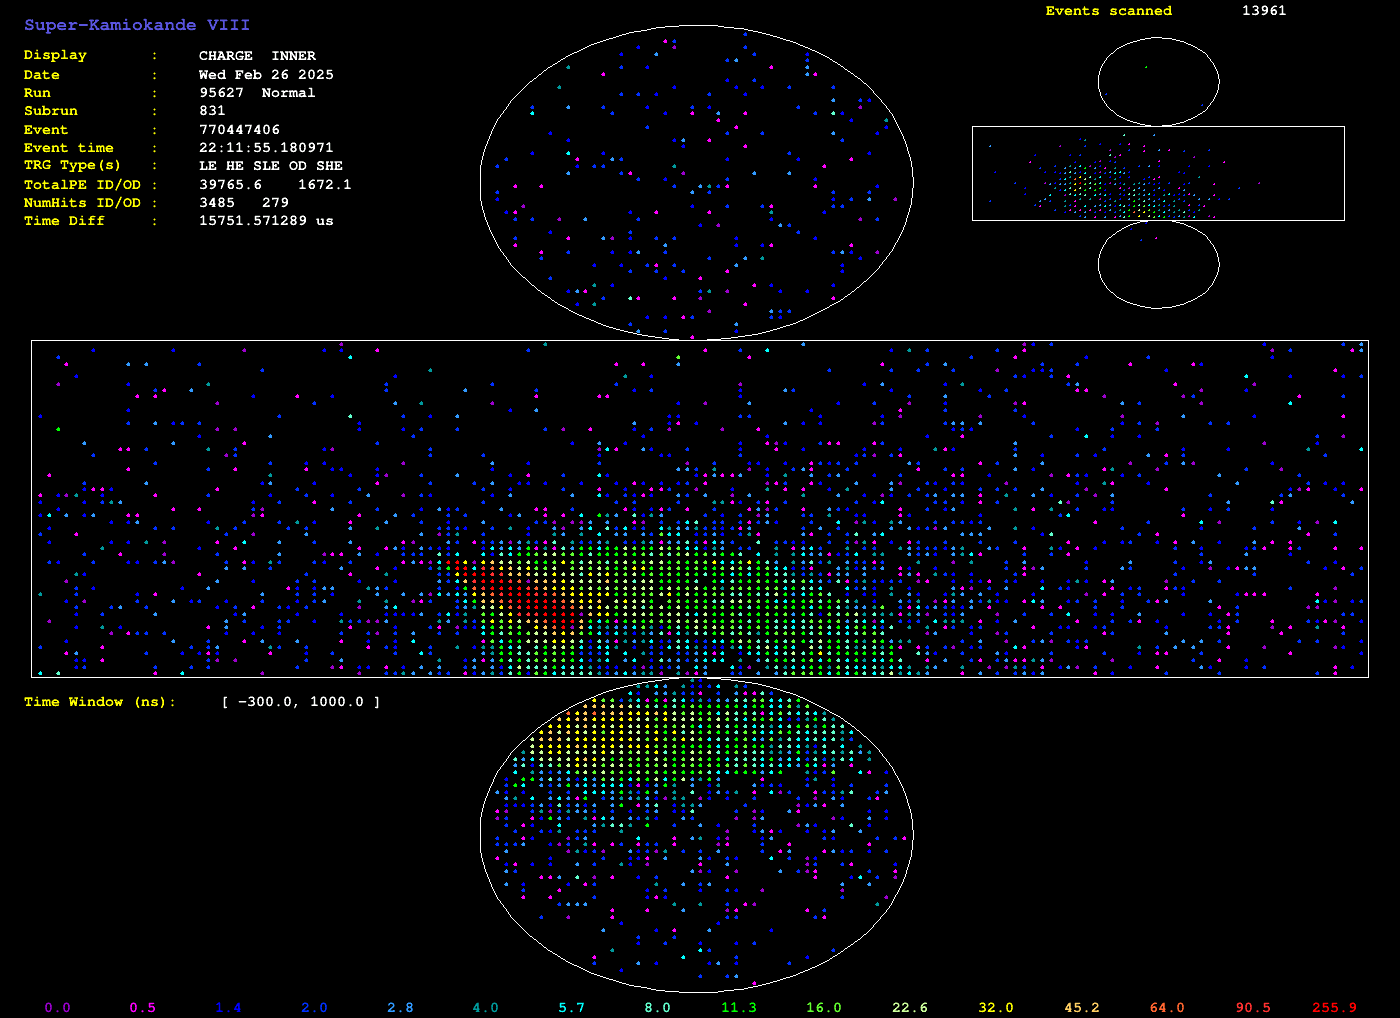 Super-Kamiokande VIII
Events scanned 13961
Display : CHARGE INNER
Date : Wed Feb 26 2025
Run : 95627 Normal
Subrun : 831
Event : 770447406
Event time : 22:11:55.180971
TRG Type(s) : LE HE SLE OD SHE
TotalPE ID/OD : 39765.6 1672.1
NumHits ID/OD : 3485 279
Time Diff : 15751.571289 us
Time Window (ns): [ -300.0, 1000.0 ]
0.0 0.5 1.4 2.0 2.8 4.0 5.7 8.0 11.3 16.0 22.6 32.0 45.2 64.0 90.5 255.9